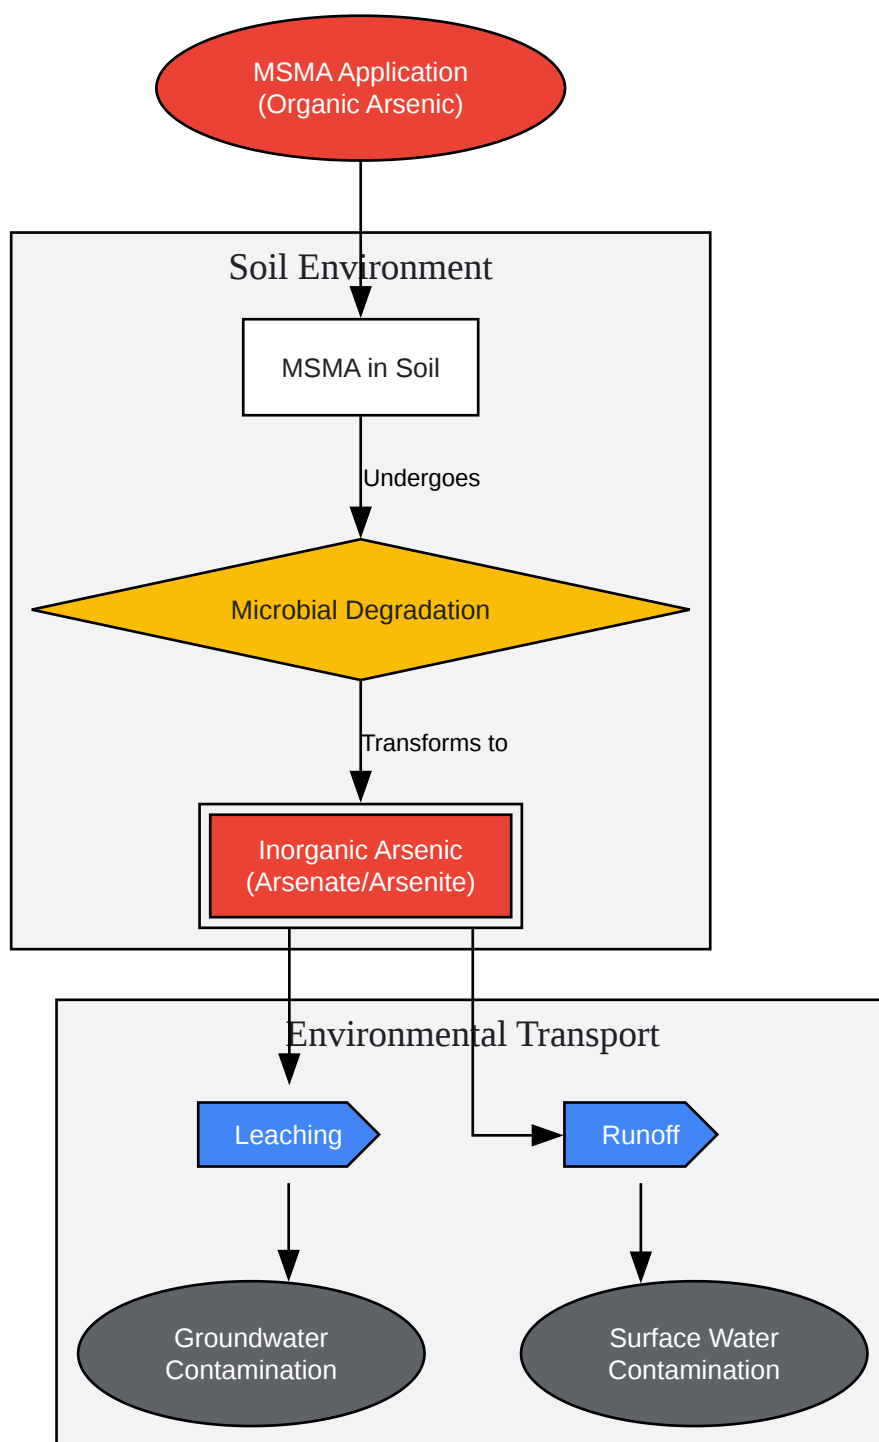 MSMA Application
(Organic Arsenic)
Soil Environment
MSMA in Soil
Undergoes
Microbial Degradation
Transforms to
Inorganic Arsenic
(Arsenate/Arsenite)
Environmental Transport
Leaching
Runoff
Groundwater
Contamination
Surface Water
Contamination